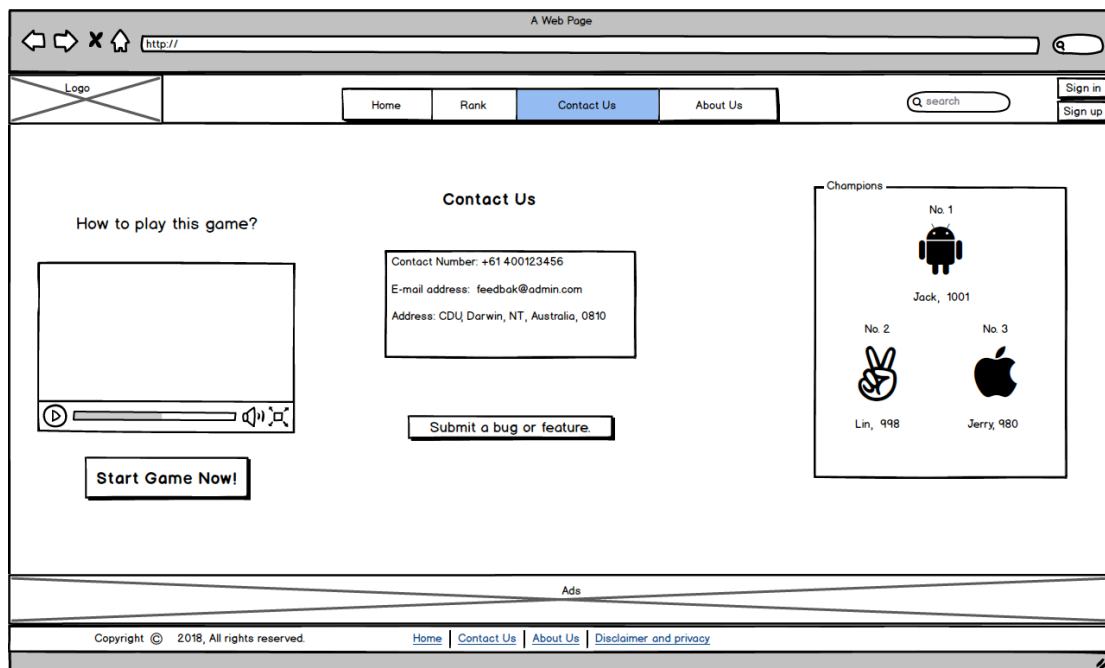 A Web Page
http://
Logo
Home
Rank
Contact Us
About Us
search
Sign in
Sign up
How to play this game?
Start Game Now!
Contact Us
Contact Number: +61 400123456
E-mail address: feedbak@admin.com
Address: CDU, Darwin, NT, Australia, 0810
Submit a bug or feature.
Champions
No. 1
Jack, 1001
No. 2
No. 3
Lin, 998
Jerry, 980
Ads
Copyright © 2018, All rights reserved.
Home | Contact Us | About Us | Disclaimer and privacy